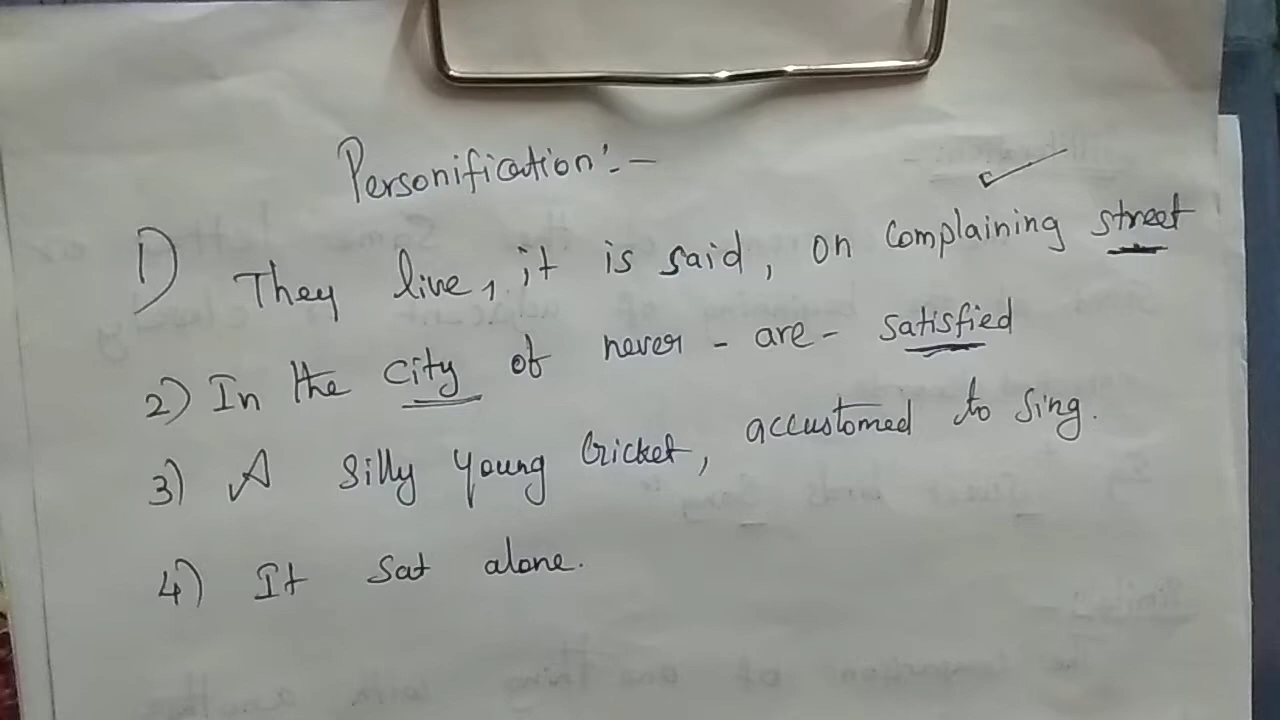 Personification:-
1) They live, it is said, on Complaining street
2) In the city of never - are - satisfied
3) A Silly young Cricket, accustomed to Sing.
4) It Sat alone.